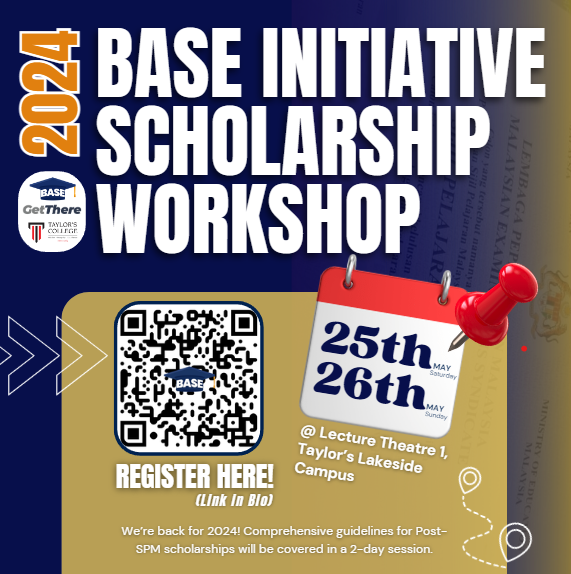 2024
BASE INITIATIVE
SCHOLARSHIP
WORKSHOP
BASE
GetThere
TAYLOR'S
COLLEGE
BASE
25th MAY
Saturday
26th MAY
Sunday
@ Lecture Theatre 1,
Taylor's Lakeside
Campus
REGISTER HERE!
(Link in Bio)
We're back for 2024! Comprehensive guidelines for Post-
SPM scholarships will be covered in a 2-day session.